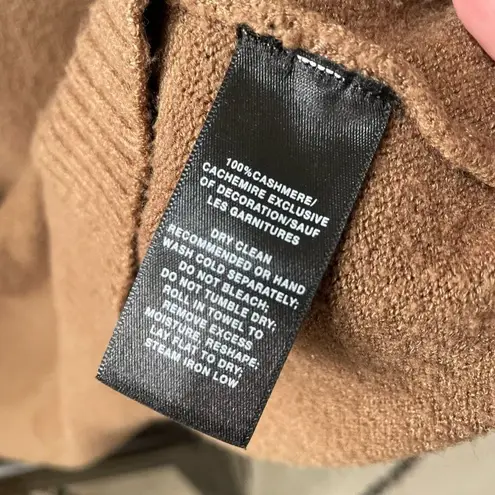 100%CASHMERE/
CACHEMIRE EXCLUSIVE
OF DECORATION/SAUF
LES GARNITURES
DRY CLEAN
RECOMMENDED OR HAND
WASH COLD SEPARATELY;
DO NOT BLEACH;
DO NOT TUMBLE DRY;
ROLL IN TOWEL TO
REMOVE EXCESS
MOISTURE. RESHAPE;
LAY FLAT TO DRY;
STEAM IRON LOW